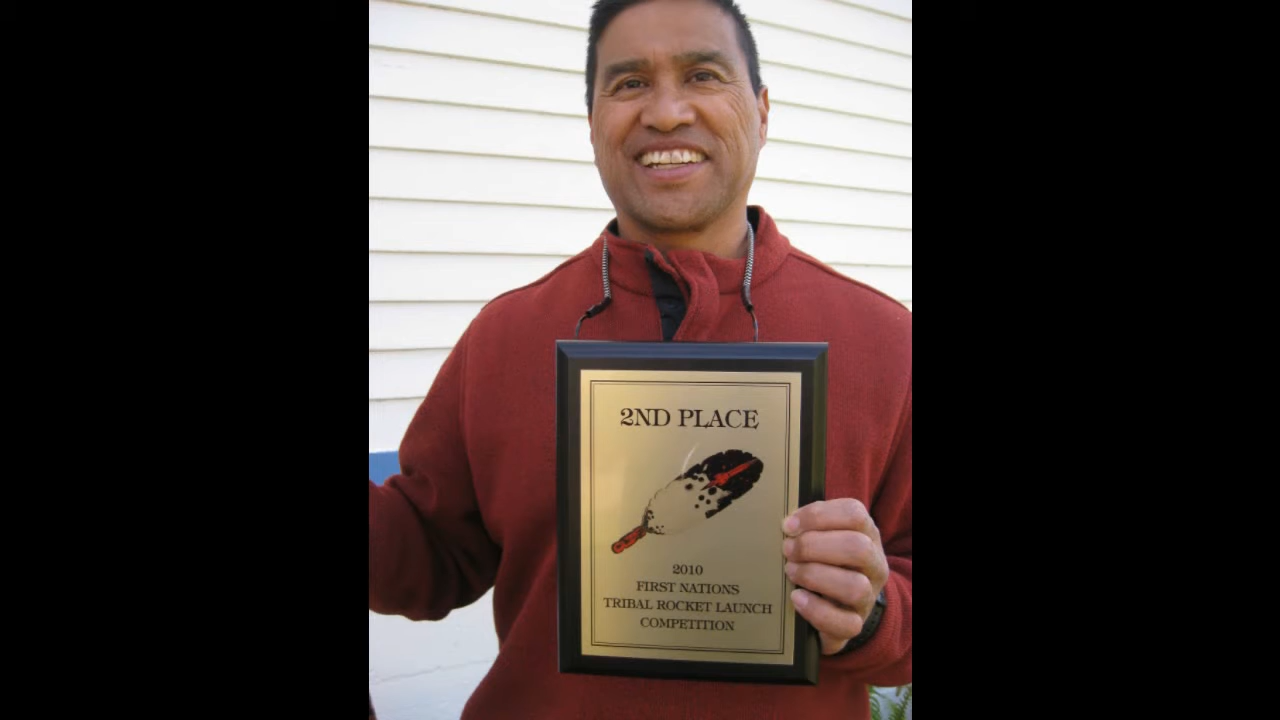 2ND PLACE
2010
FIRST NATIONS
TRIBAL ROCKET LAUNCH
COMPETITION